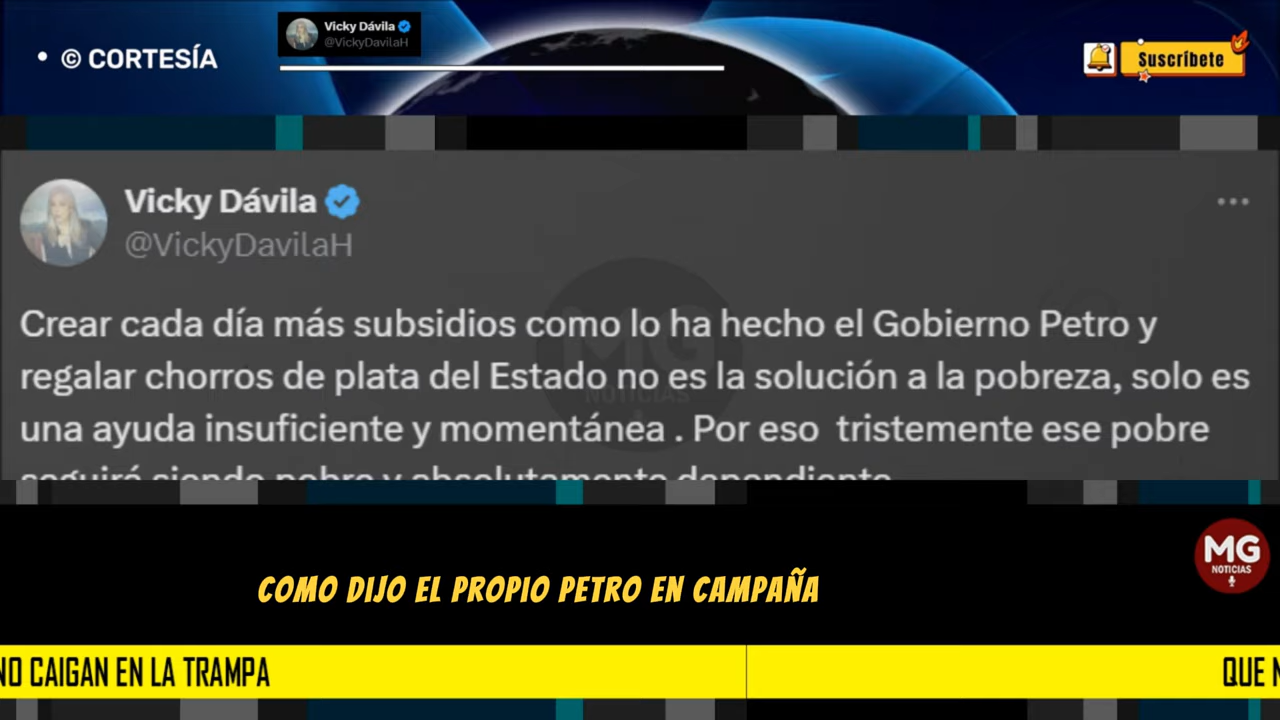 • © CORTESÍA
Vicky Dávila
@VickyDavilaH
Suscríbete
Vicky Dávila
@VickyDavilaH
Crear cada día más subsidios como lo ha hecho el Gobierno Petro y
regalar chorros de plata del Estado no es la solución a la pobreza, solo es
una ayuda insuficiente y momentánea . Por eso  tristemente ese pobre
seguirá siendo pobre y absolutamente dependiente
MG
NOTICIAS
COMO DIJO EL PROPIO PETRO EN CAMPAÑA
MG
NOTICIAS
NO CAIGAN EN LA TRAMPA
QUE N